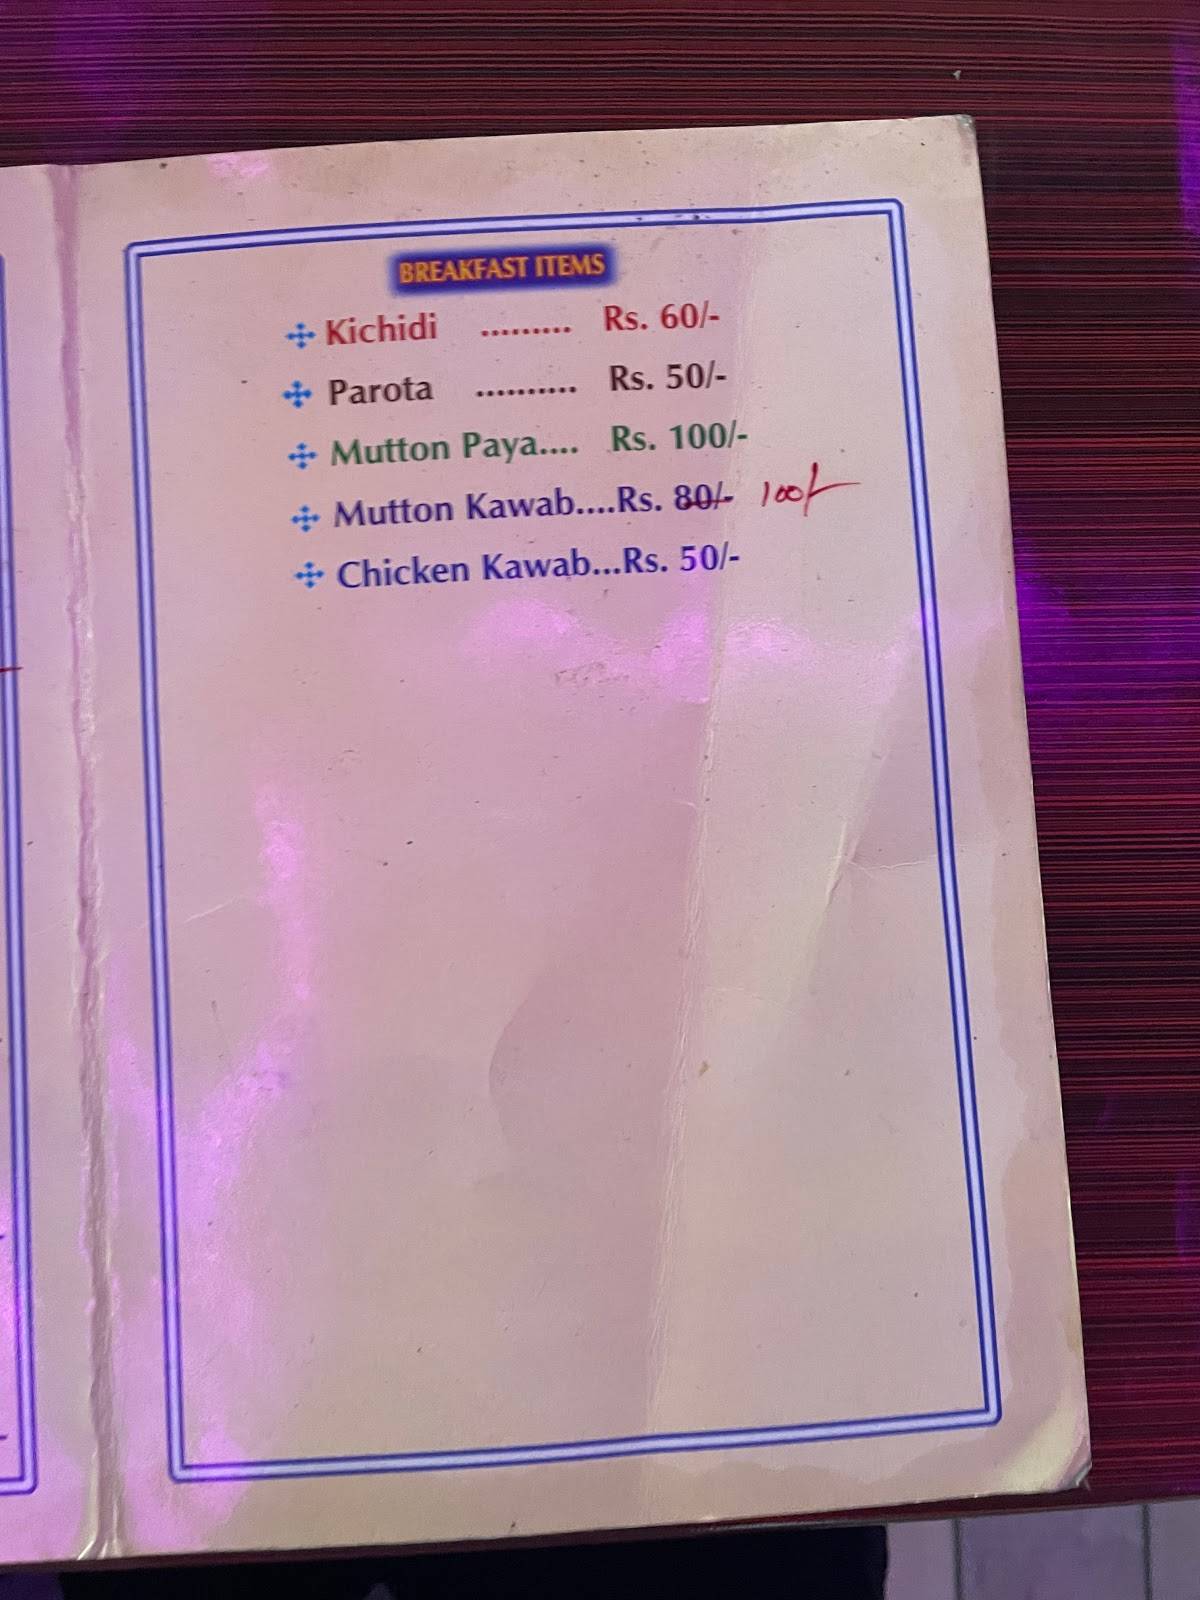 BREAKFAST ITEMS
Kichidi ......... Rs. 60/-
Parota .......... Rs. 50/-
Mutton Paya.... Rs. 100/-
Mutton Kawab....Rs. 80/- 100/-
Chicken Kawab...Rs. 50/-